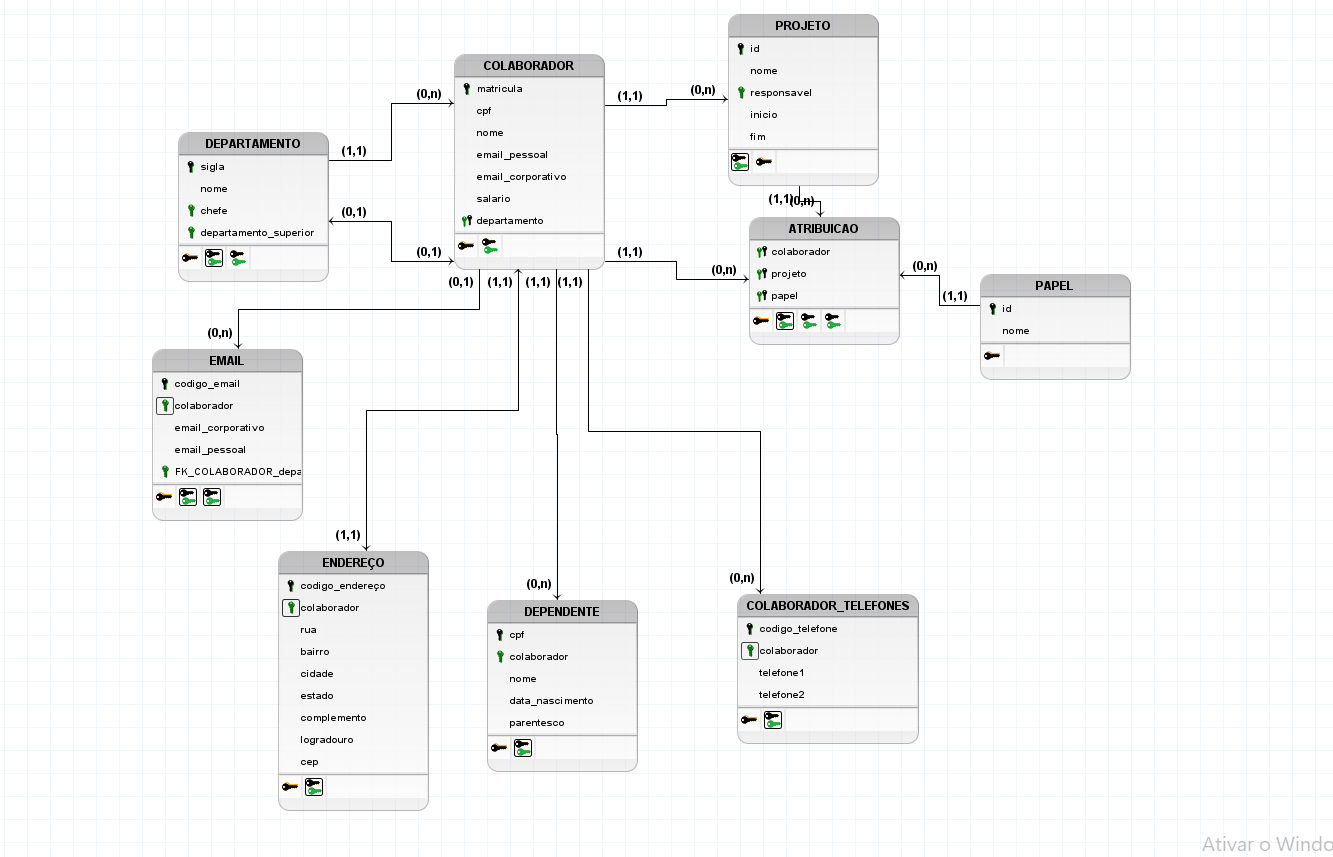 PROJETO
id
nome
responsavel
inicio
fim
COLABORADOR
matricula
cpf
nome
email_pessoal
email_corporativo
salario
departamento
(0,n)
(1,1)
(0,n)
DEPARTAMENTO
sigla
nome
chefe
departamento_superior
(1,1)
(0,1)
(0,1)
(1,1)
(0,n)
(1,1)
(0,n)
ATRIBUICAO
colaborador
projeto
papel
(0,n)
(1,1)
PAPEL
id
nome
(0,1)
(1,1)
(1,1)
(1,1)
(0,n)
EMAIL
codigo_email
colaborador
email_corporativo
email_pessoal
FK_COLABORADOR_depa
(1,1)
ENDEREÇO
codigo_endereço
colaborador
rua
bairro
cidade
estado
complemento
logradouro
cep
(0,n)
DEPENDENTE
cpf
colaborador
nome
data_nascimento
parentesco
(0,n)
COLABORADOR_TELEFONES
codigo_telefone
colaborador
telefone1
telefone2
Ativar o Windo